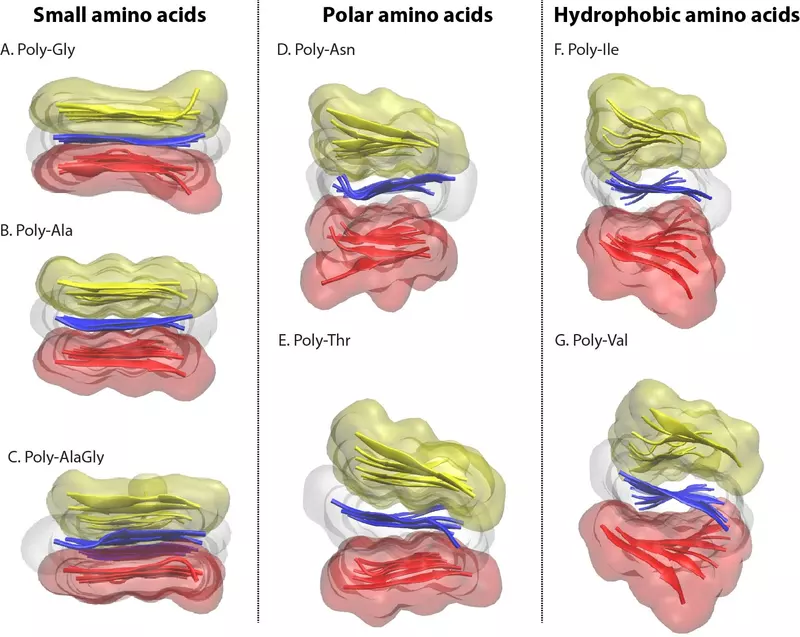 Small amino acids
A. Poly-Gly
B. Poly-Ala
C. Poly-AlaGly
Polar amino acids
D. Poly-Asn
E. Poly-Thr
Hydrophobic amino acids
F. Poly-Ile
G. Poly-Val